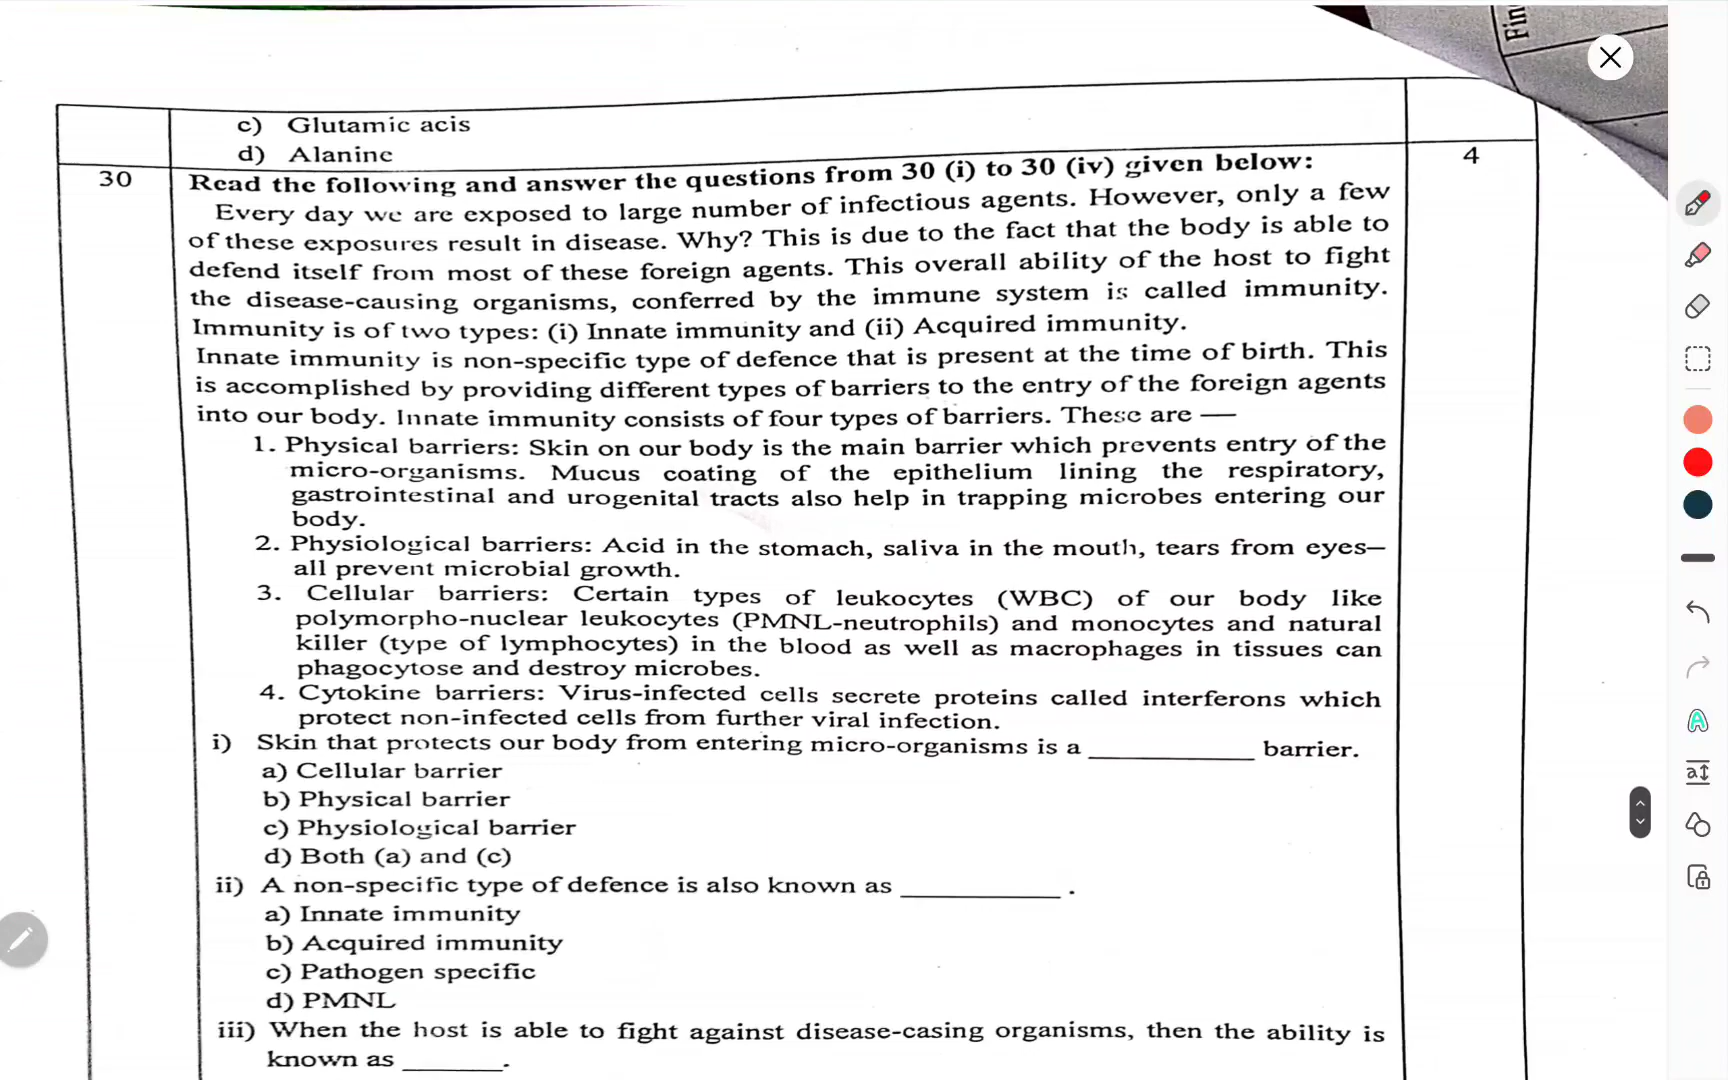 Fin
c) Glutamic acis
d) Alanine
30 Read the following and answer the questions from 30 (i) to 30 (iv) given below: 4
Every day we are exposed to large number of infectious agents. However, only a few
of these exposures result in disease. Why? This is due to the fact that the body is able to
defend itself from most of these foreign agents. This overall ability of the host to fight
the disease-causing organisms, conferred by the immune system is called immunity.
Immunity is of two types: (i) Innate immunity and (ii) Acquired immunity.
Innate immunity is non-specific type of defence that is present at the time of birth. This
is accomplished by providing different types of barriers to the entry of the foreign agents
into our body. Innate immunity consists of four types of barriers. These are —
1. Physical barriers: Skin on our body is the main barrier which prevents entry of the
micro-organisms. Mucus coating of the epithelium lining the respiratory,
gastrointestinal and urogenital tracts also help in trapping microbes entering our
body.
2. Physiological barriers: Acid in the stomach, saliva in the mouth, tears from eyes—
all prevent microbial growth.
3. Cellular barriers: Certain types of leukocytes (WBC) of our body like
polymorpho-nuclear leukocytes (PMNL-neutrophils) and monocytes and natural
killer (type of lymphocytes) in the blood as well as macrophages in tissues can
phagocytose and destroy microbes.
4. Cytokine barriers: Virus-infected cells secrete proteins called interferons which
protect non-infected cells from further viral infection.
i) Skin that protects our body from entering micro-organisms is a __________ barrier.
a) Cellular barrier
b) Physical barrier
c) Physiological barrier
d) Both (a) and (c)
ii) A non-specific type of defence is also known as __________ .
a) Innate immunity
b) Acquired immunity
c) Pathogen specific
d) PMNL
iii) When the host is able to fight against disease-casing organisms, then the ability is
known as ______.